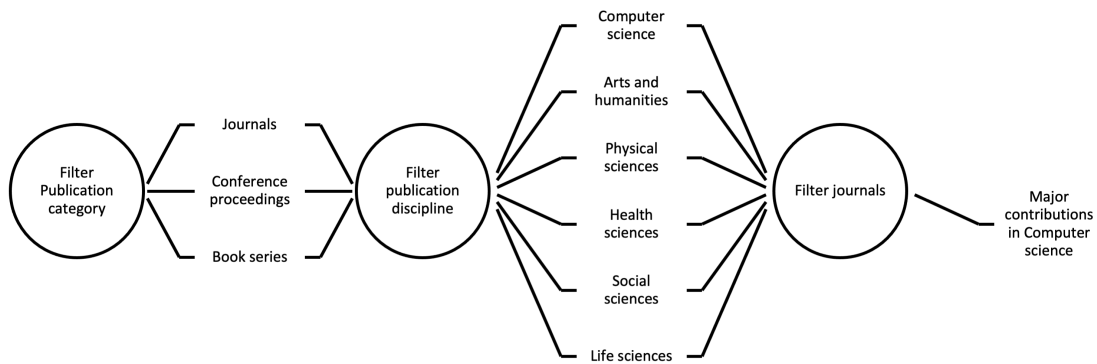 Filter
Publication
category
Journals
Conference
proceedings
Book series
Filter
publication
discipline
Computer
science
Arts and
humanities
Physical
sciences
Health
sciences
Social
sciences
Life sciences
Filter journals
Major
contributions
in Computer
science